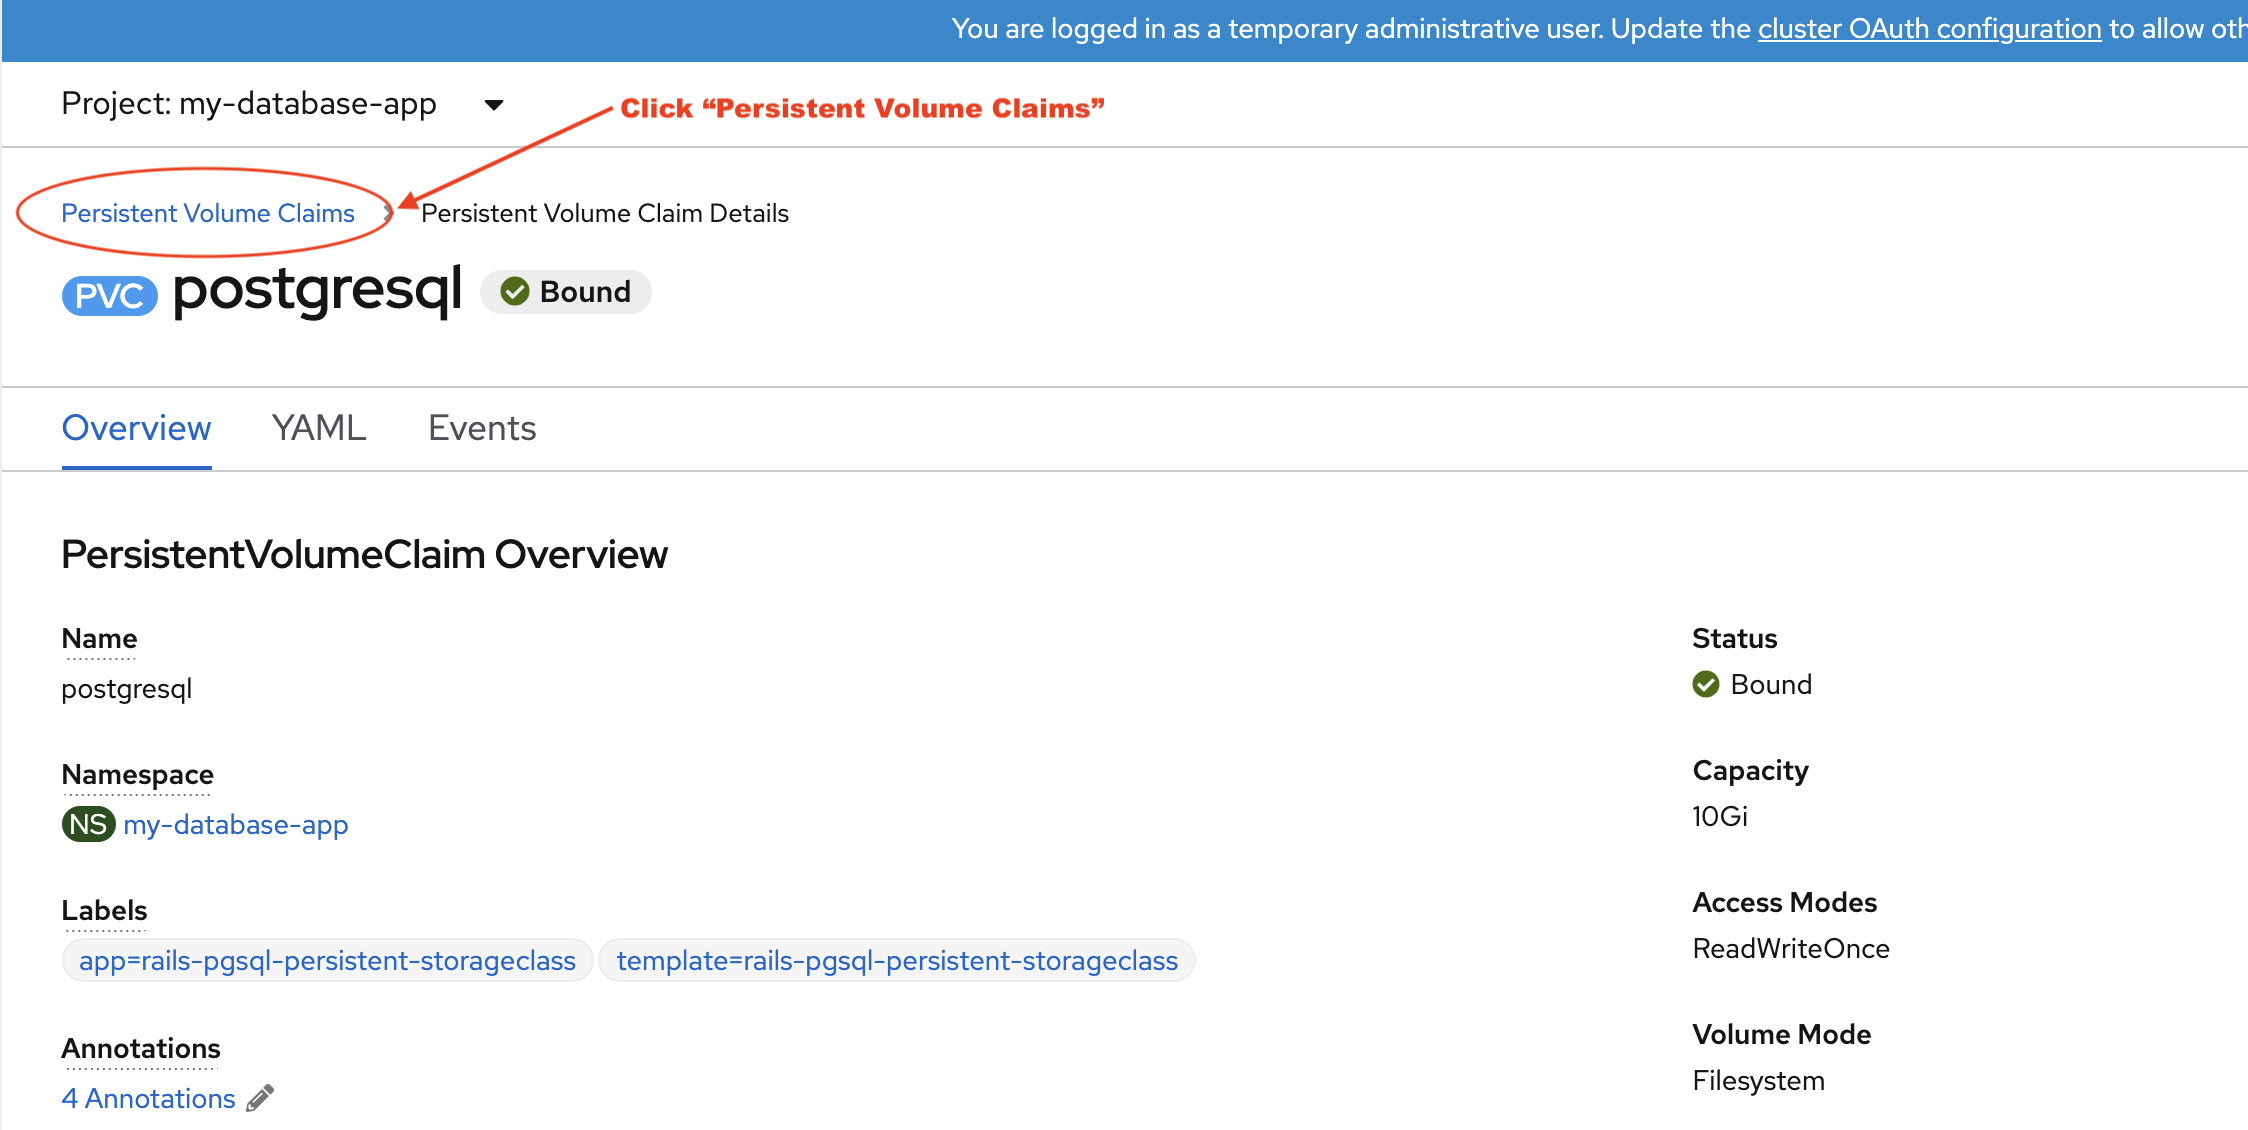 You are logged in as a temporary administrative user. Update the cluster OAuth configuration to allow oth
Project: my-database-app
Click “Persistent Volume Claims”
Persistent Volume Claims > Persistent Volume Claim Details
PVC postgresql Bound
Overview YAML Events
PersistentVolumeClaim Overview
Name
postgresql
Namespace
NS my-database-app
Labels
app=rails-pgsql-persistent-storageclass template=rails-pgsql-persistent-storageclass
Annotations
4 Annotations
Status
Bound
Capacity
10Gi
Access Modes
ReadWriteOnce
Volume Mode
Filesystem